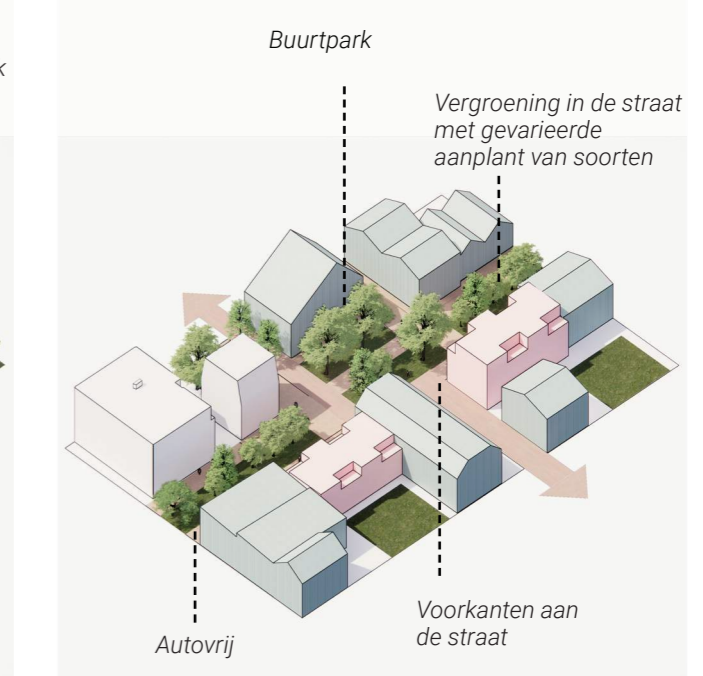 Buurtpark
k
Vergroening in de straat
met gevarieerde
aanplant van soorten
Voorkanten aan
de straat
Autovrij